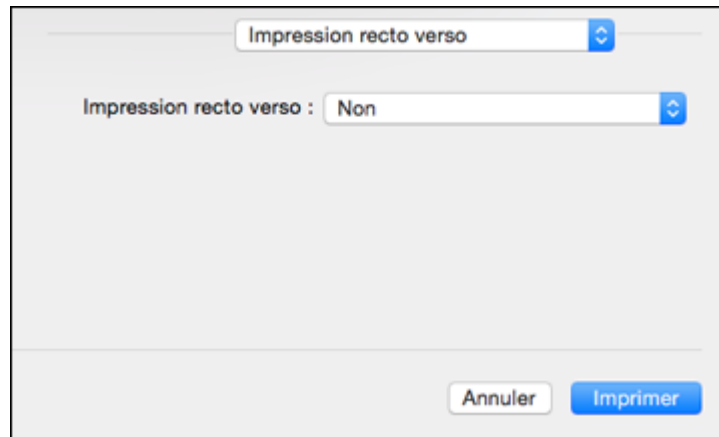 Impression recto verso
Impression recto verso : Non
Annuler Imprimer